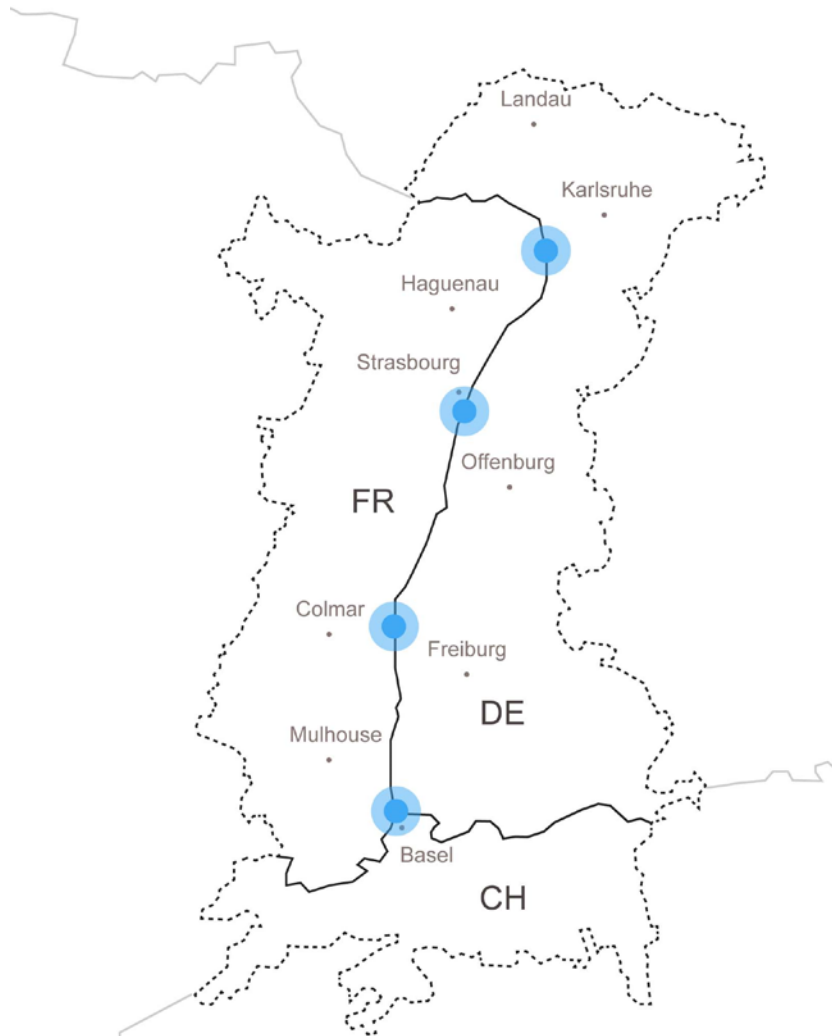 Landau
Karlsruhe
Haguenau
Strasbourg
Offenburg
FR
Colmar
Freiburg
DE
Mulhouse
Basel
CH